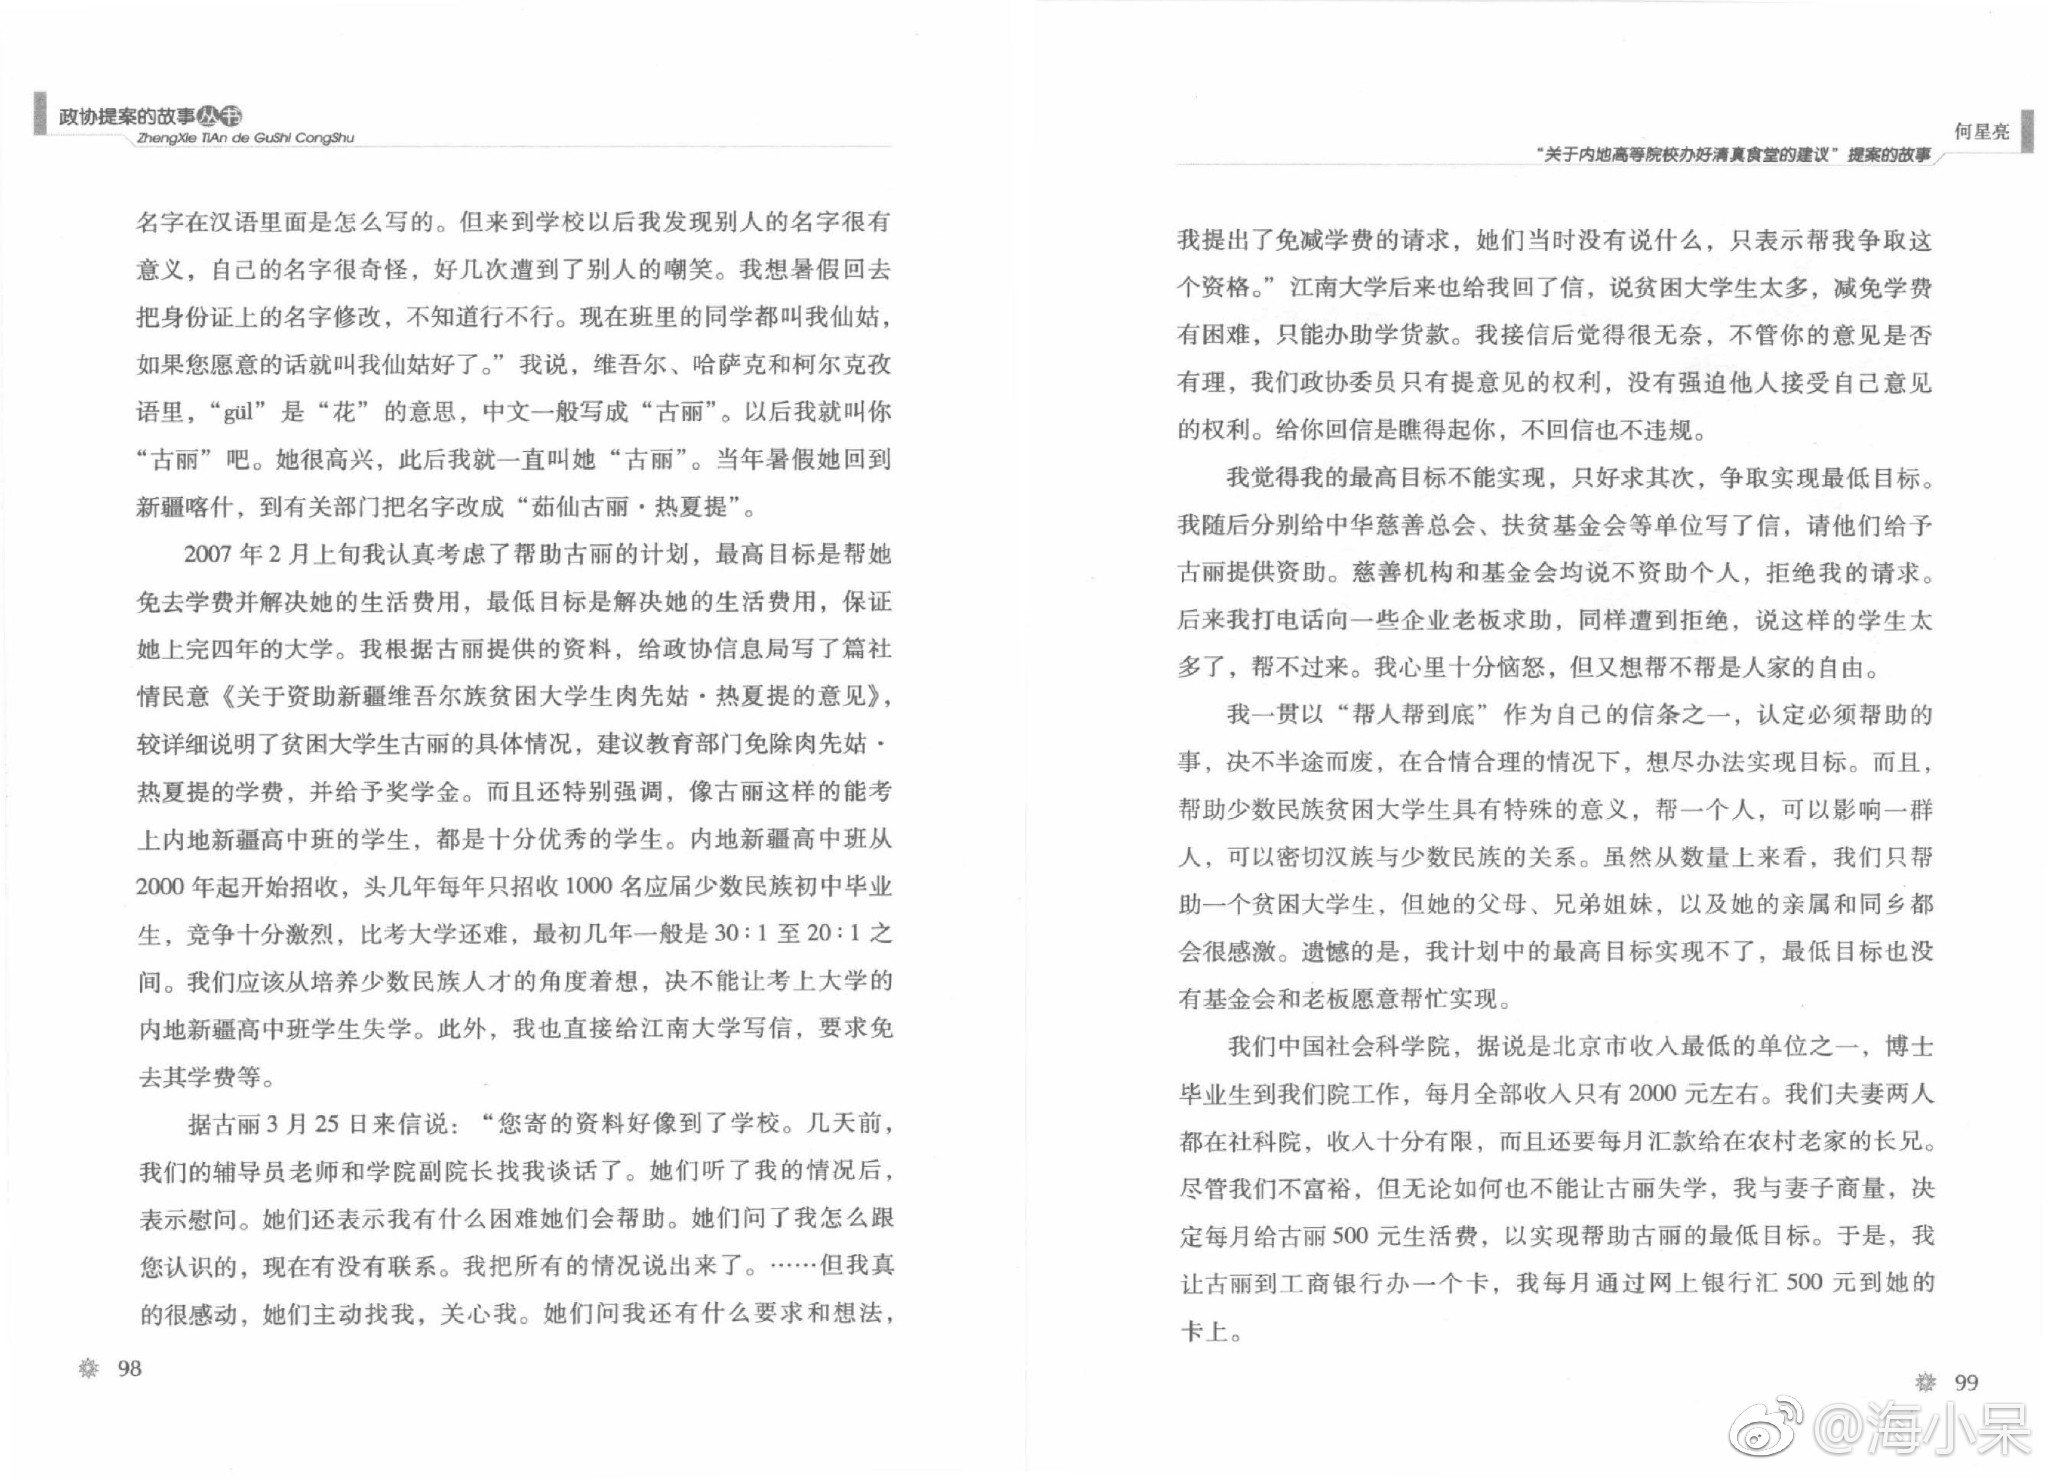 政协提案的故事丛书
ZhengXie TiAn de GuShi CongShu
名字在汉语里面是怎么写的。但来到学校以后我发现别人的名字很有
意义，自己的名字很奇怪，好几次遭到了别人的嘲笑。我想暑假回去
把身份证上的名字修改，不知道行不行。现在班里的同学都叫我仙姑，
如果您愿意的话就叫我仙姑好了。”我说，维吾尔、哈萨克和柯尔克孜
语里，“gül”是“花”的意思，中文一般写成“古丽”。以后我就叫你
“古丽”吧。她很高兴，此后我就一直叫她“古丽”。当年暑假她回到
新疆喀什，到有关部门把名字改成“茹仙古丽·热夏提”。
2007年2月上旬我认真考虑了帮助古丽的计划，最高目标是帮她
免去学费并解决她的生活费用，最低目标是解决她的生活费用，保证
她上完四年的大学。我根据古丽提供的资料，给政协信息局写了篇社
情民意《关于资助新疆维吾尔族贫困大学生肉先姑·热夏提的意见》，
较详细说明了贫困大学生古丽的具体情况，建议教育部门免除肉先姑·
热夏提的学费，并给予奖学金。而且还特别强调，像古丽这样的能考
上内地新疆高中班的学生，都是十分优秀的学生。内地新疆高中班从
2000年起开始招收，头几年每年只招收1000名应届少数民族初中毕业
生，竞争十分激烈，比考大学还难，最初几年一般是30∶1至20∶1之
间。我们应该从培养少数民族人才的角度着想，决不能让考上大学的
内地新疆高中班学生失学。此外，我也直接给江南大学写信，要求免
去其学费等。
据古丽3月25日来信说：“您寄的资料好像到了学校。几天前，
我们的辅导员老师和学院副院长找我谈话了。她们听了我的情况后，
表示慰问。她们还表示我有什么困难她们会帮助。她们问了我怎么跟
您认识的，现在有没有联系。我把所有的情况说出来了。……但我真
的很感动，她们主动找我，关心我。她们问我还有什么要求和想法，
98
何星亮
“关于内地高等院校办好清真食堂的建议”提案的故事
我提出了免减学费的请求，她们当时没有说什么，只表示帮我争取这
个资格。”江南大学后来也给我回了信，说贫困大学生太多，减免学费
有困难，只能办助学货款。我接信后觉得很无奈，不管你的意见是否
有理，我们政协委员只有提意见的权利，没有强迫他人接受自己意见
的权利。给你回信是瞧得起你，不回信也不违规。
我觉得我的最高目标不能实现，只好求其次，争取实现最低目标。
我随后分别给中华慈善总会、扶贫基金会等单位写了信，请他们给予
古丽提供资助。慈善机构和基金会均说不资助个人，拒绝我的请求。
后来我打电话向一些企业老板求助，同样遭到拒绝，说这样的学生太
多了，帮不过来。我心里十分恼怒，但又想帮不帮是人家的自由。
我一贯以“帮人帮到底”作为自己的信条之一，认定必须帮助的
事，决不半途而废，在合情合理的情况下，想尽办法实现目标。而且，
帮助少数民族贫困大学生具有特殊的意义，帮一个人，可以影响一群
人，可以密切汉族与少数民族的关系。虽然从数量上来看，我们只帮
助一个贫困大学生，但她的父母、兄弟姐妹，以及她的亲属和同乡都
会很感激。遗憾的是，我计划中的最高目标实现不了，最低目标也没
有基金会和老板愿意帮忙实现。
我们中国社会科学院，据说是北京市收入最低的单位之一，博士
毕业生到我们院工作，每月全部收入只有2000元左右。我们夫妻两人
都在社科院，收入十分有限，而且还要每月汇款给在农村老家的长兄。
尽管我们不富裕，但无论如何也不能让古丽失学，我与妻子商量，决
定每月给古丽500元生活费，以实现帮助古丽的最低目标。于是，我
让古丽到工商银行办一个卡，我每月通过网上银行汇500元到她的
卡上。
99
@海小呆